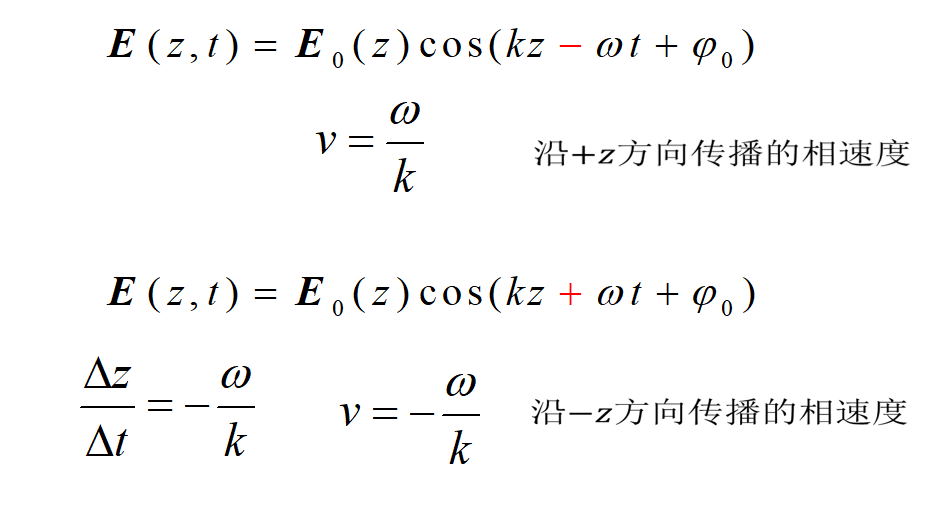 E(z,t) = E₀(z)cos(kz − ωt + φ₀)
v = ω/k 沿+z方向传播的相速度
E(z,t) = E₀(z)cos(kz + ωt + φ₀)
Δz/Δt = −ω/k v = −ω/k 沿−z方向传播的相速度